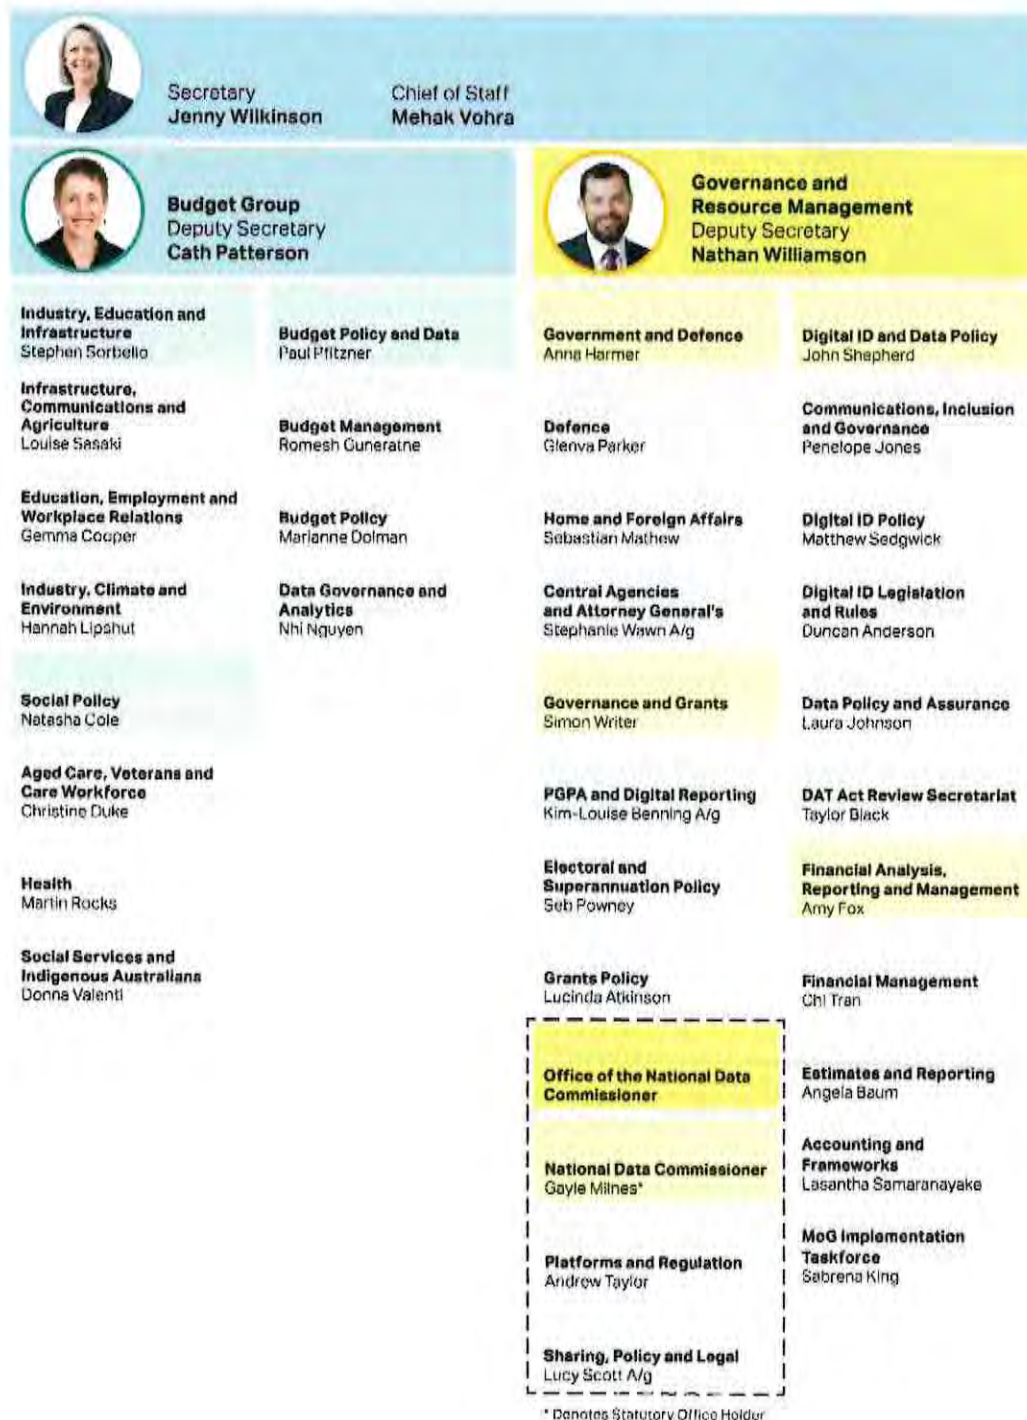 Secretary
Jenny Wilkinson
Chief of Staff
Mehak Vohra
Budget Group
Deputy Secretary
Cath Patterson
Industry, Education and
Infrastructure
Stephen Sorbello
Infrastructure,
Communications and
Agriculture
Louise Sasaki
Education, Employment and
Workplace Relations
Gemma Cooper
Industry, Climate and
Environment
Hannah Lipshut
Social Policy
Natasha Cole
Aged Care, Veterans and
Care Workforce
Christine Duke
Health
Martin Rocks
Social Services and
Indigenous Australians
Donna Valenti
Budget Policy and Data
Paul Pfitzner
Budget Management
Romesh Guneratne
Budget Policy
Marianne Dolman
Data Governance and
Analytics
Nhi Nguyen
Governance and
Resource Management
Deputy Secretary
Nathan Williamson
Government and Defence
Anna Harmer
Defence
Glenva Parker
Home and Foreign Affairs
Sebastian Mathew
Central Agencies
and Attorney General's
Stephanie Wawn A/g
Governance and Grants
Simon Writer
PGPA and Digital Reporting
Kim-Louise Benning A/g
Electoral and
Superannuation Policy
Seb Powney
Grants Policy
Lucinda Atkinson
Office of the National Data
Commissioner
National Data Commissioner
Gayle Milnes*
Platforms and Regulation
Andrew Taylor
Sharing, Policy and Legal
Lucy Scott A/g
* Denotes Statutory Office Holder
Digital ID and Data Policy
John Shepherd
Communications, Inclusion
and Governance
Penelope Jones
Digital ID Policy
Matthew Sedgwick
Digital ID Legislation
and Rules
Duncan Anderson
Data Policy and Assurance
Laura Johnson
DAT Act Review Secretariat
Taylor Black
Financial Analysis,
Reporting and Management
Amy Fox
Financial Management
Chi Tran
Estimates and Reporting
Angela Baum
Accounting and
Frameworks
Lasantha Samaranayake
MoG Implementation
Taskforce
Sabrena King